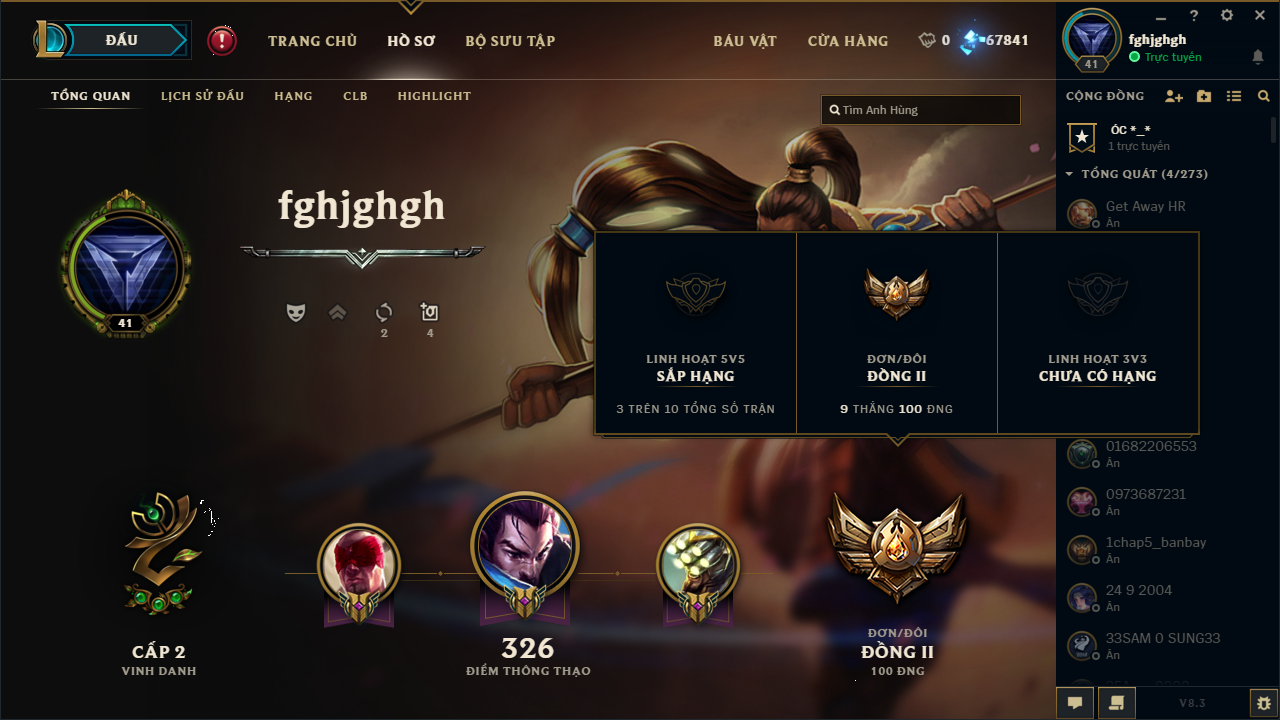 ĐẤU
TRANG CHỦ
HỒ SƠ
BỘ SƯU TẬP
BÁU VẬT
CỬA HÀNG
0
67841
fghjghgh
Trực tuyến
41
TỔNG QUAN
LỊCH SỬ ĐẤU
HẠNG
CLB
HIGHLIGHT
Tìm Anh Hùng
CỘNG ĐỒNG
ÓC *_*
1 trực tuyến
TỔNG QUÁT (4/273)
Get Away HR
Ẩn
fghjghgh
41
2
4
LINH HOẠT 5V5
SẮP HẠNG
3 TRÊN 10 TỔNG SỐ TRẬN
ĐƠN/ĐÔI
ĐỒNG II
9 THẮNG 100 ĐNG
LINH HOẠT 3V3
CHƯA CÓ HẠNG
01682206553
Ẩn
0973687231
Ẩn
1chap5_banbay
Ẩn
24 9 2004
Ẩn
33SAM 0 SUNG33
Ẩn
CẤP 2
VINH DANH
326
ĐIỂM THÔNG THẠO
ĐƠN/ĐÔI
ĐỒNG II
100 ĐNG
V8.3